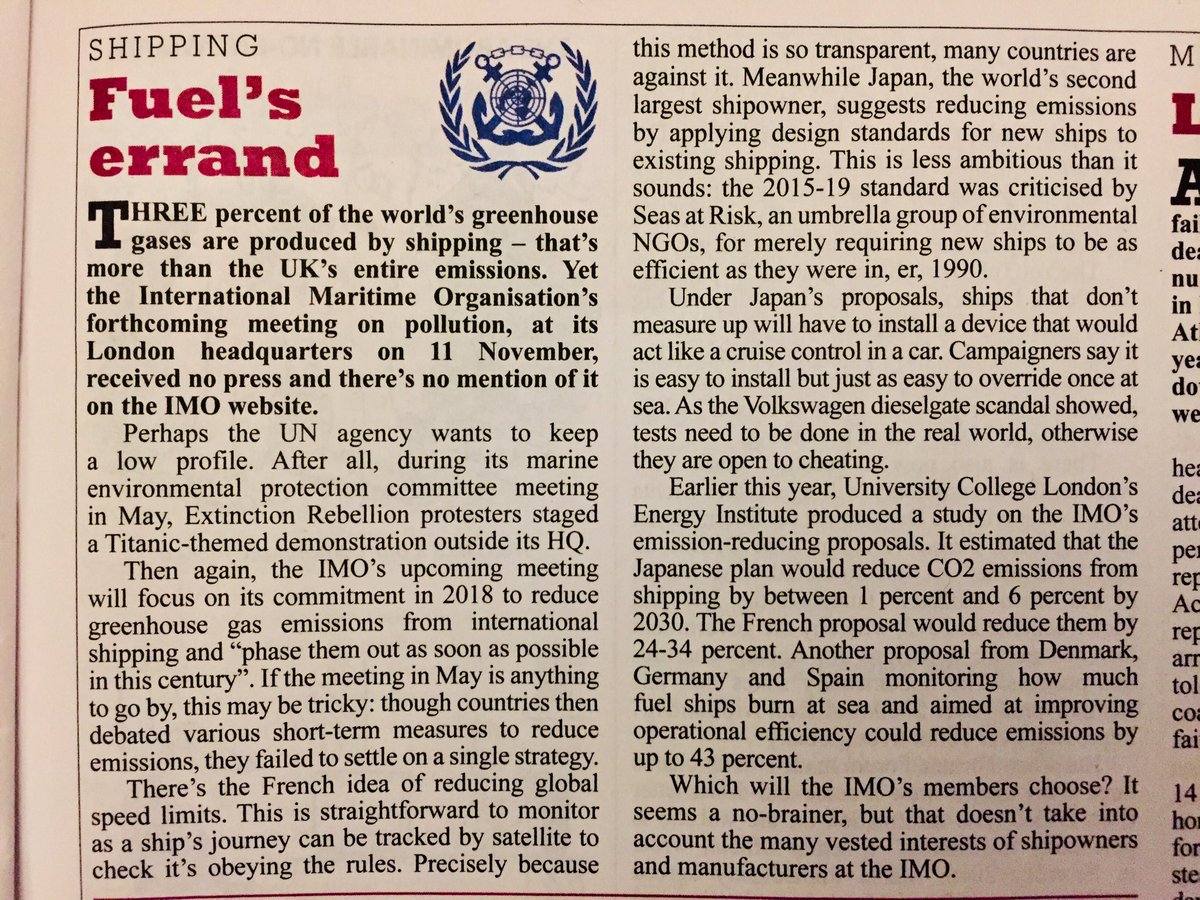 SHIPPING
Fuel's
errand
THREE percent of the world's greenhouse
gases are produced by shipping – that's
more than the UK's entire emissions. Yet
the International Maritime Organisation's
forthcoming meeting on pollution, at its
London headquarters on 11 November,
received no press and there's no mention of it
on the IMO website.
Perhaps the UN agency wants to keep
a low profile. After all, during its marine
environmental protection committee meeting
in May, Extinction Rebellion protesters staged
a Titanic-themed demonstration outside its HQ.
Then again, the IMO's upcoming meeting
will focus on its commitment in 2018 to reduce
greenhouse gas emissions from international
shipping and “phase them out as soon as possible
in this century”. If the meeting in May is anything
to go by, this may be tricky: though countries then
debated various short-term measures to reduce
emissions, they failed to settle on a single strategy.
There's the French idea of reducing global
speed limits. This is straightforward to monitor
as a ship's journey can be tracked by satellite to
check it's obeying the rules. Precisely because
this method is so transparent, many countries are
against it. Meanwhile Japan, the world's second
largest shipowner, suggests reducing emissions
by applying design standards for new ships to
existing shipping. This is less ambitious than it
sounds: the 2015-19 standard was criticised by
Seas at Risk, an umbrella group of environmental
NGOs, for merely requiring new ships to be as
efficient as they were in, er, 1990.
Under Japan's proposals, ships that don't
measure up will have to install a device that would
act like a cruise control in a car. Campaigners say it
is easy to install but just as easy to override once at
sea. As the Volkswagen dieselgate scandal showed,
tests need to be done in the real world, otherwise
they are open to cheating.
Earlier this year, University College London's
Energy Institute produced a study on the IMO's
emission-reducing proposals. It estimated that the
Japanese plan would reduce CO2 emissions from
shipping by between 1 percent and 6 percent by
2030. The French proposal would reduce them by
24-34 percent. Another proposal from Denmark,
Germany and Spain monitoring how much
fuel ships burn at sea and aimed at improving
operational efficiency could reduce emissions by
up to 43 percent.
Which will the IMO's members choose? It
seems a no-brainer, but that doesn't take into
account the many vested interests of shipowners
and manufacturers at the IMO.